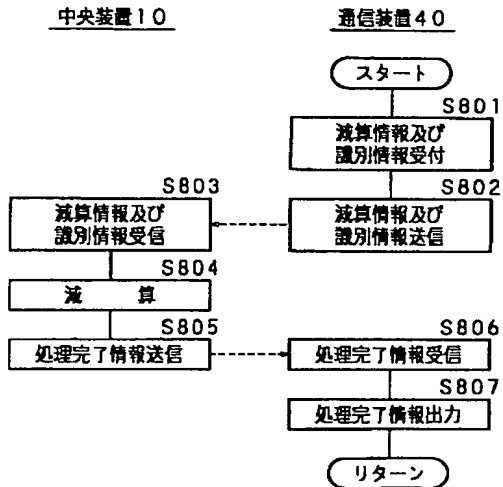 中央装置10
通信装置40
スタート
S801
減算情報及び
識別情報受付
S802
減算情報及び
識別情報送信
S803
減算情報及び
識別情報受信
S804
減 算
S805
処理完了情報送信
S806
処理完了情報受信
S807
処理完了情報出力
リターン